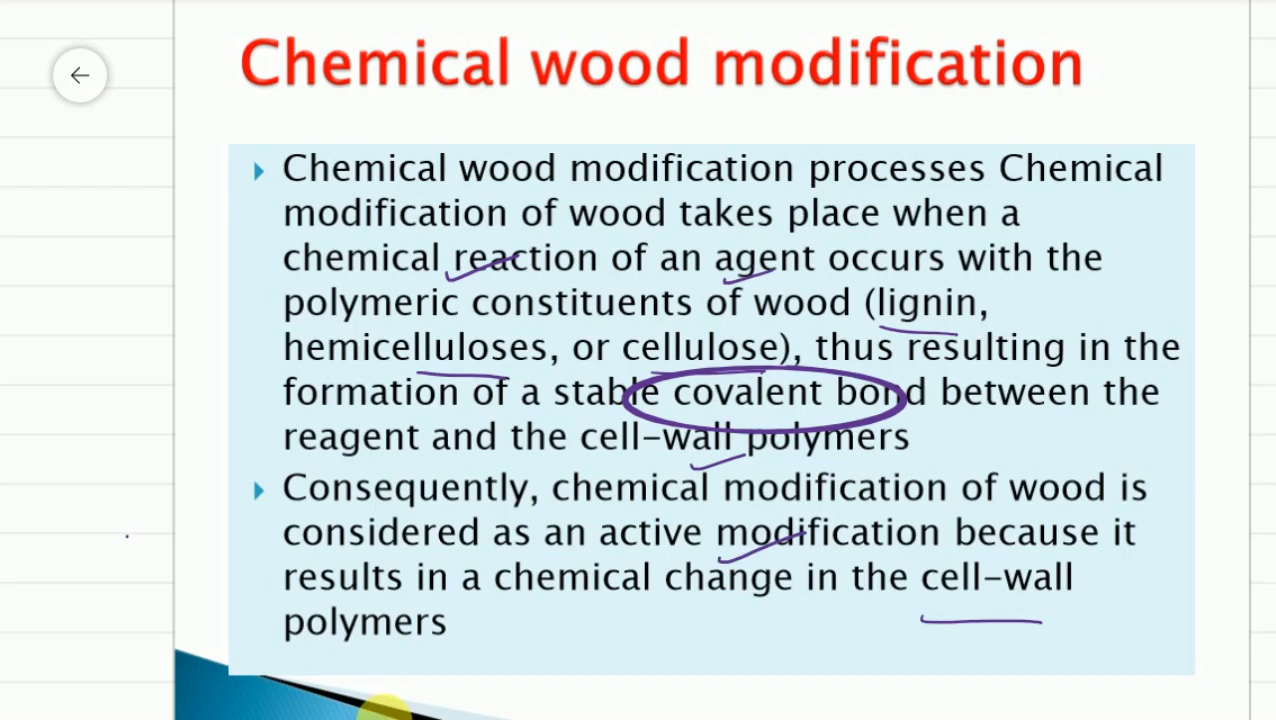 Chemical wood modification
Chemical wood modification processes Chemical
modification of wood takes place when a
chemical reaction of an agent occurs with the
polymeric constituents of wood (lignin,
hemicelluloses, or cellulose), thus resulting in the
formation of a stable covalent bond between the
reagent and the cell-wall polymers
Consequently, chemical modification of wood is
considered as an active modification because it
results in a chemical change in the cell-wall
polymers